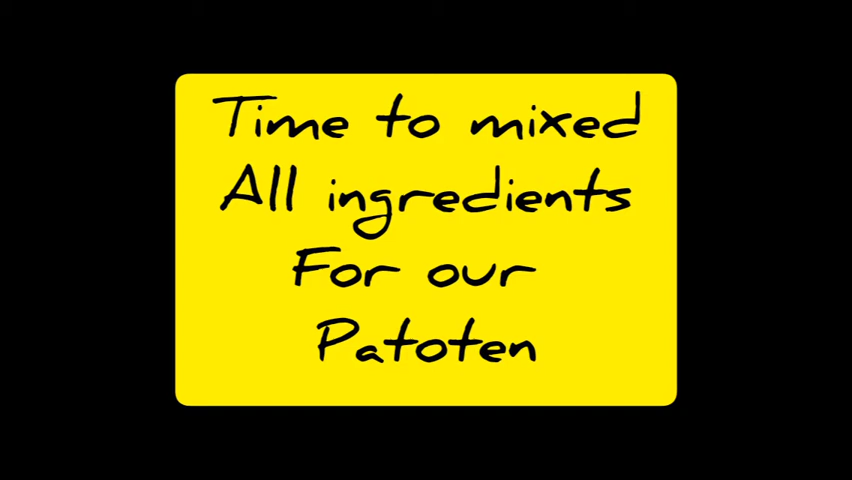 Time to mixed
All ingredients
For our
Patoten